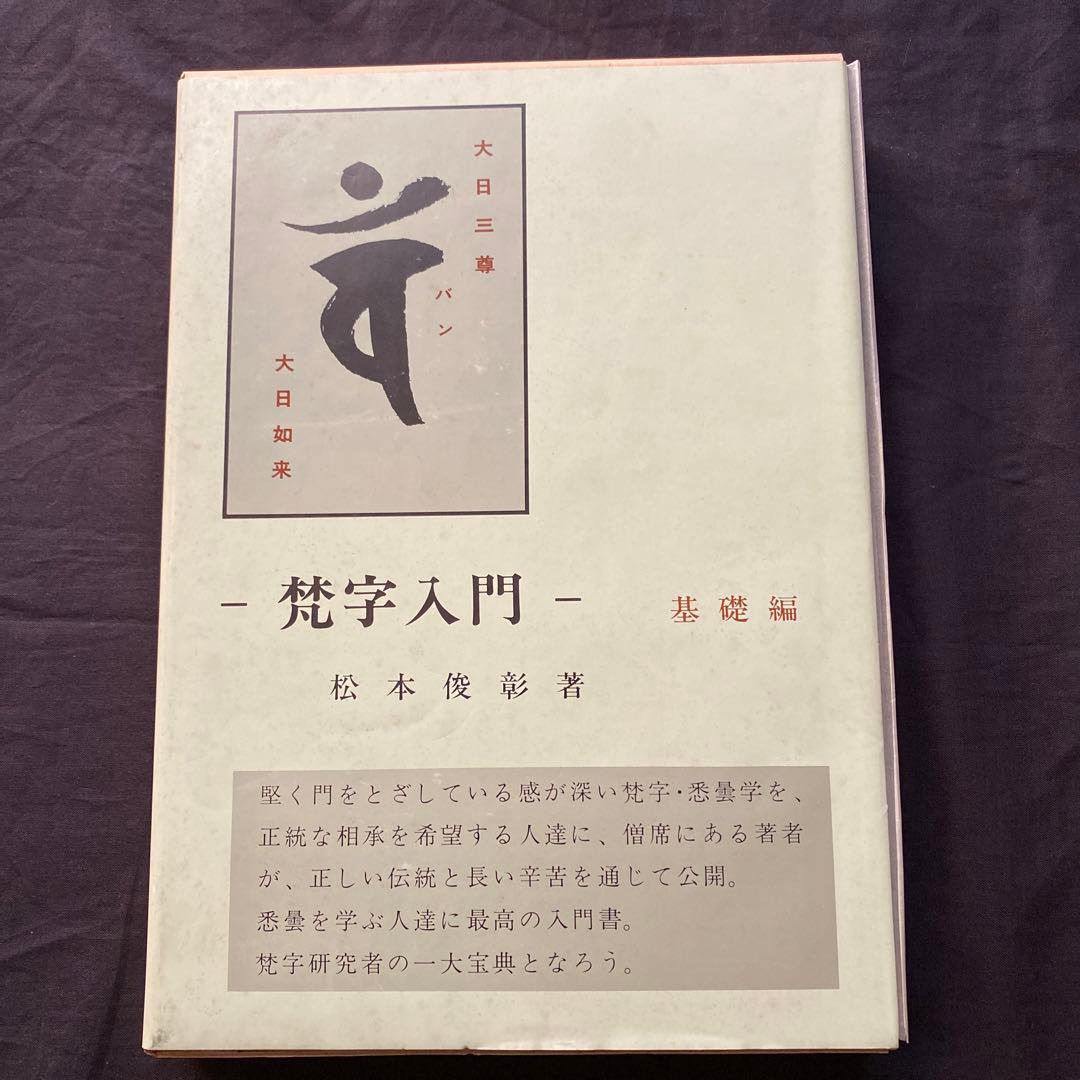 大日三尊
𑖪𑖽
バン
大日如来
－梵字入門－
基礎編
松本俊彰著
堅く門をとざしている感が深い梵字・悉曇学を、
正統な相承を希望する人達に、僧席にある著者
が、正しい伝統と長い辛苦を通じて公開。
悉曇を学ぶ人達に最高の入門書。
梵字研究者の一大宝典となろう。